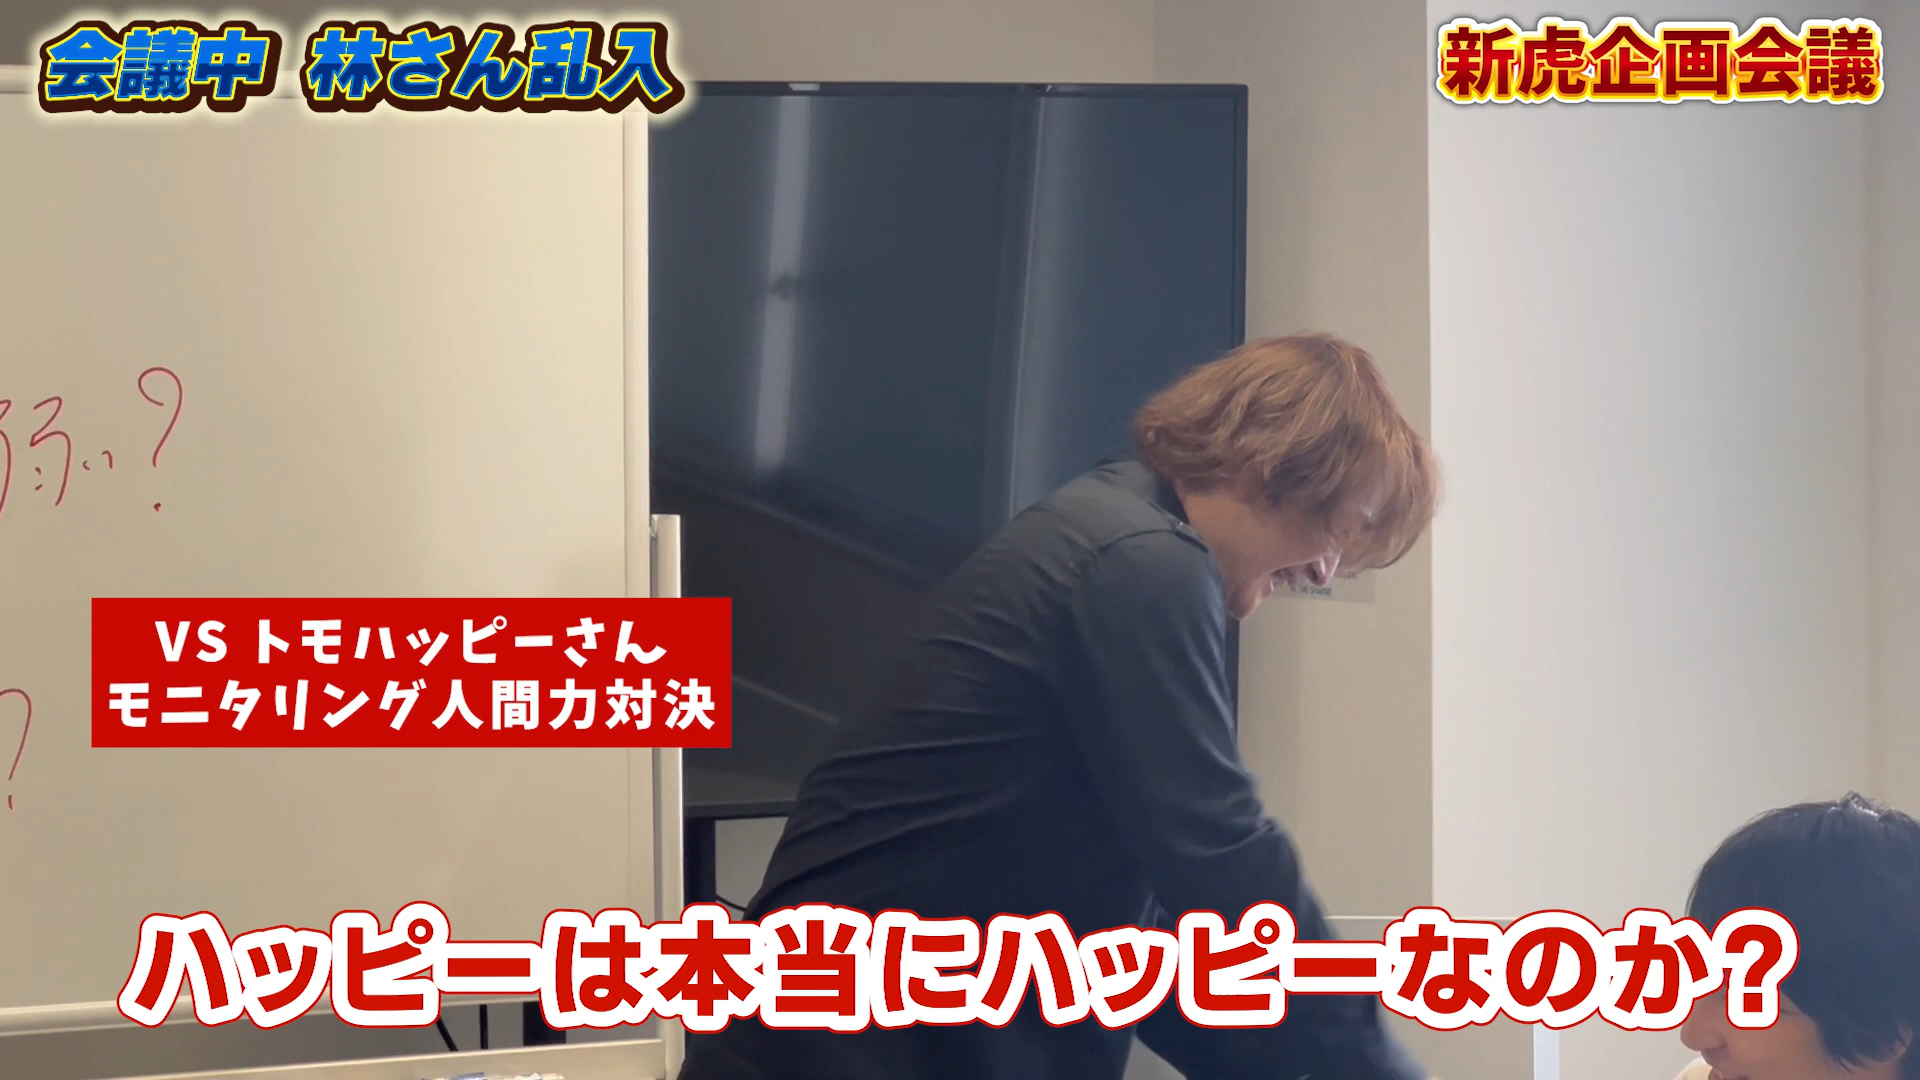 会議中 林さん乱入
新虎企画会議
弱い?
?
VS トモハッピーさん
モニタリング人間力対決
ハッピーは本当にハッピーなのか?